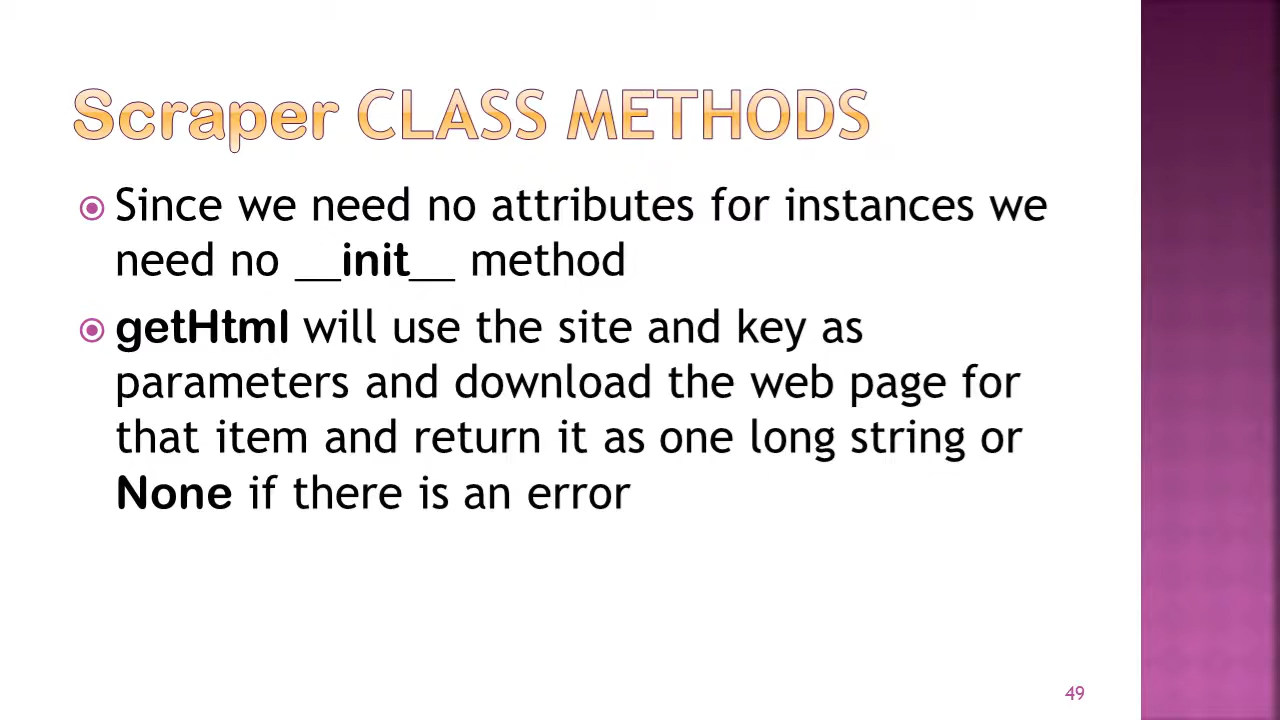 Scraper CLASS METHODS
Since we need no attributes for instances we
need no __init__ method
getHtml will use the site and key as
parameters and download the web page for
that item and return it as one long string or
None if there is an error
49